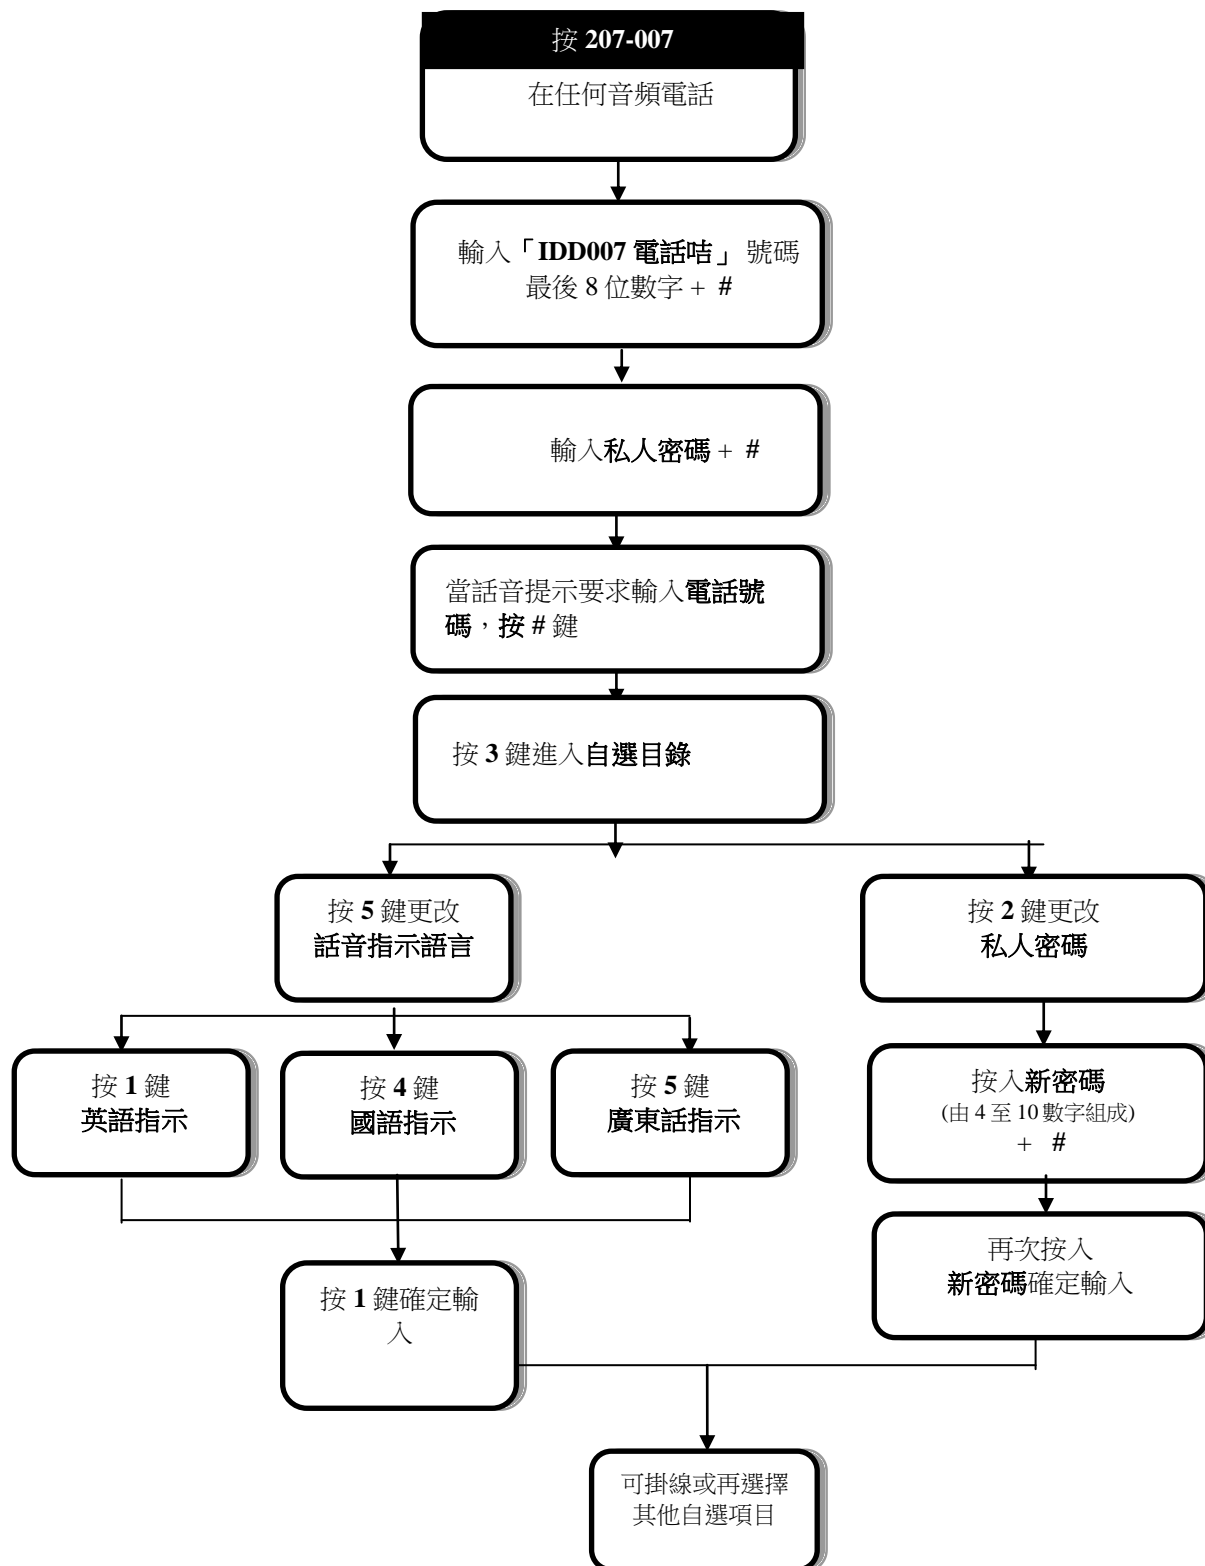 按 207-007
在任何音頻電話
輸入「IDD007 電話咭」 號碼
最後 8 位數字 + #
輸入私人密碼 + #
當話音提示要求輸入電話號
碼，按 # 鍵
按 3 鍵進入自選目錄
按 5 鍵更改
話音指示語言
按 2 鍵更改
私人密碼
按 1 鍵
英語指示
按 4 鍵
國語指示
按 5 鍵
廣東話指示
按入新密碼
(由 4 至 10 數字組成)
+ #
再次按入
新密碼確定輸入
按 1 鍵確定輸
入
可掛線或再選擇
其他自選項目